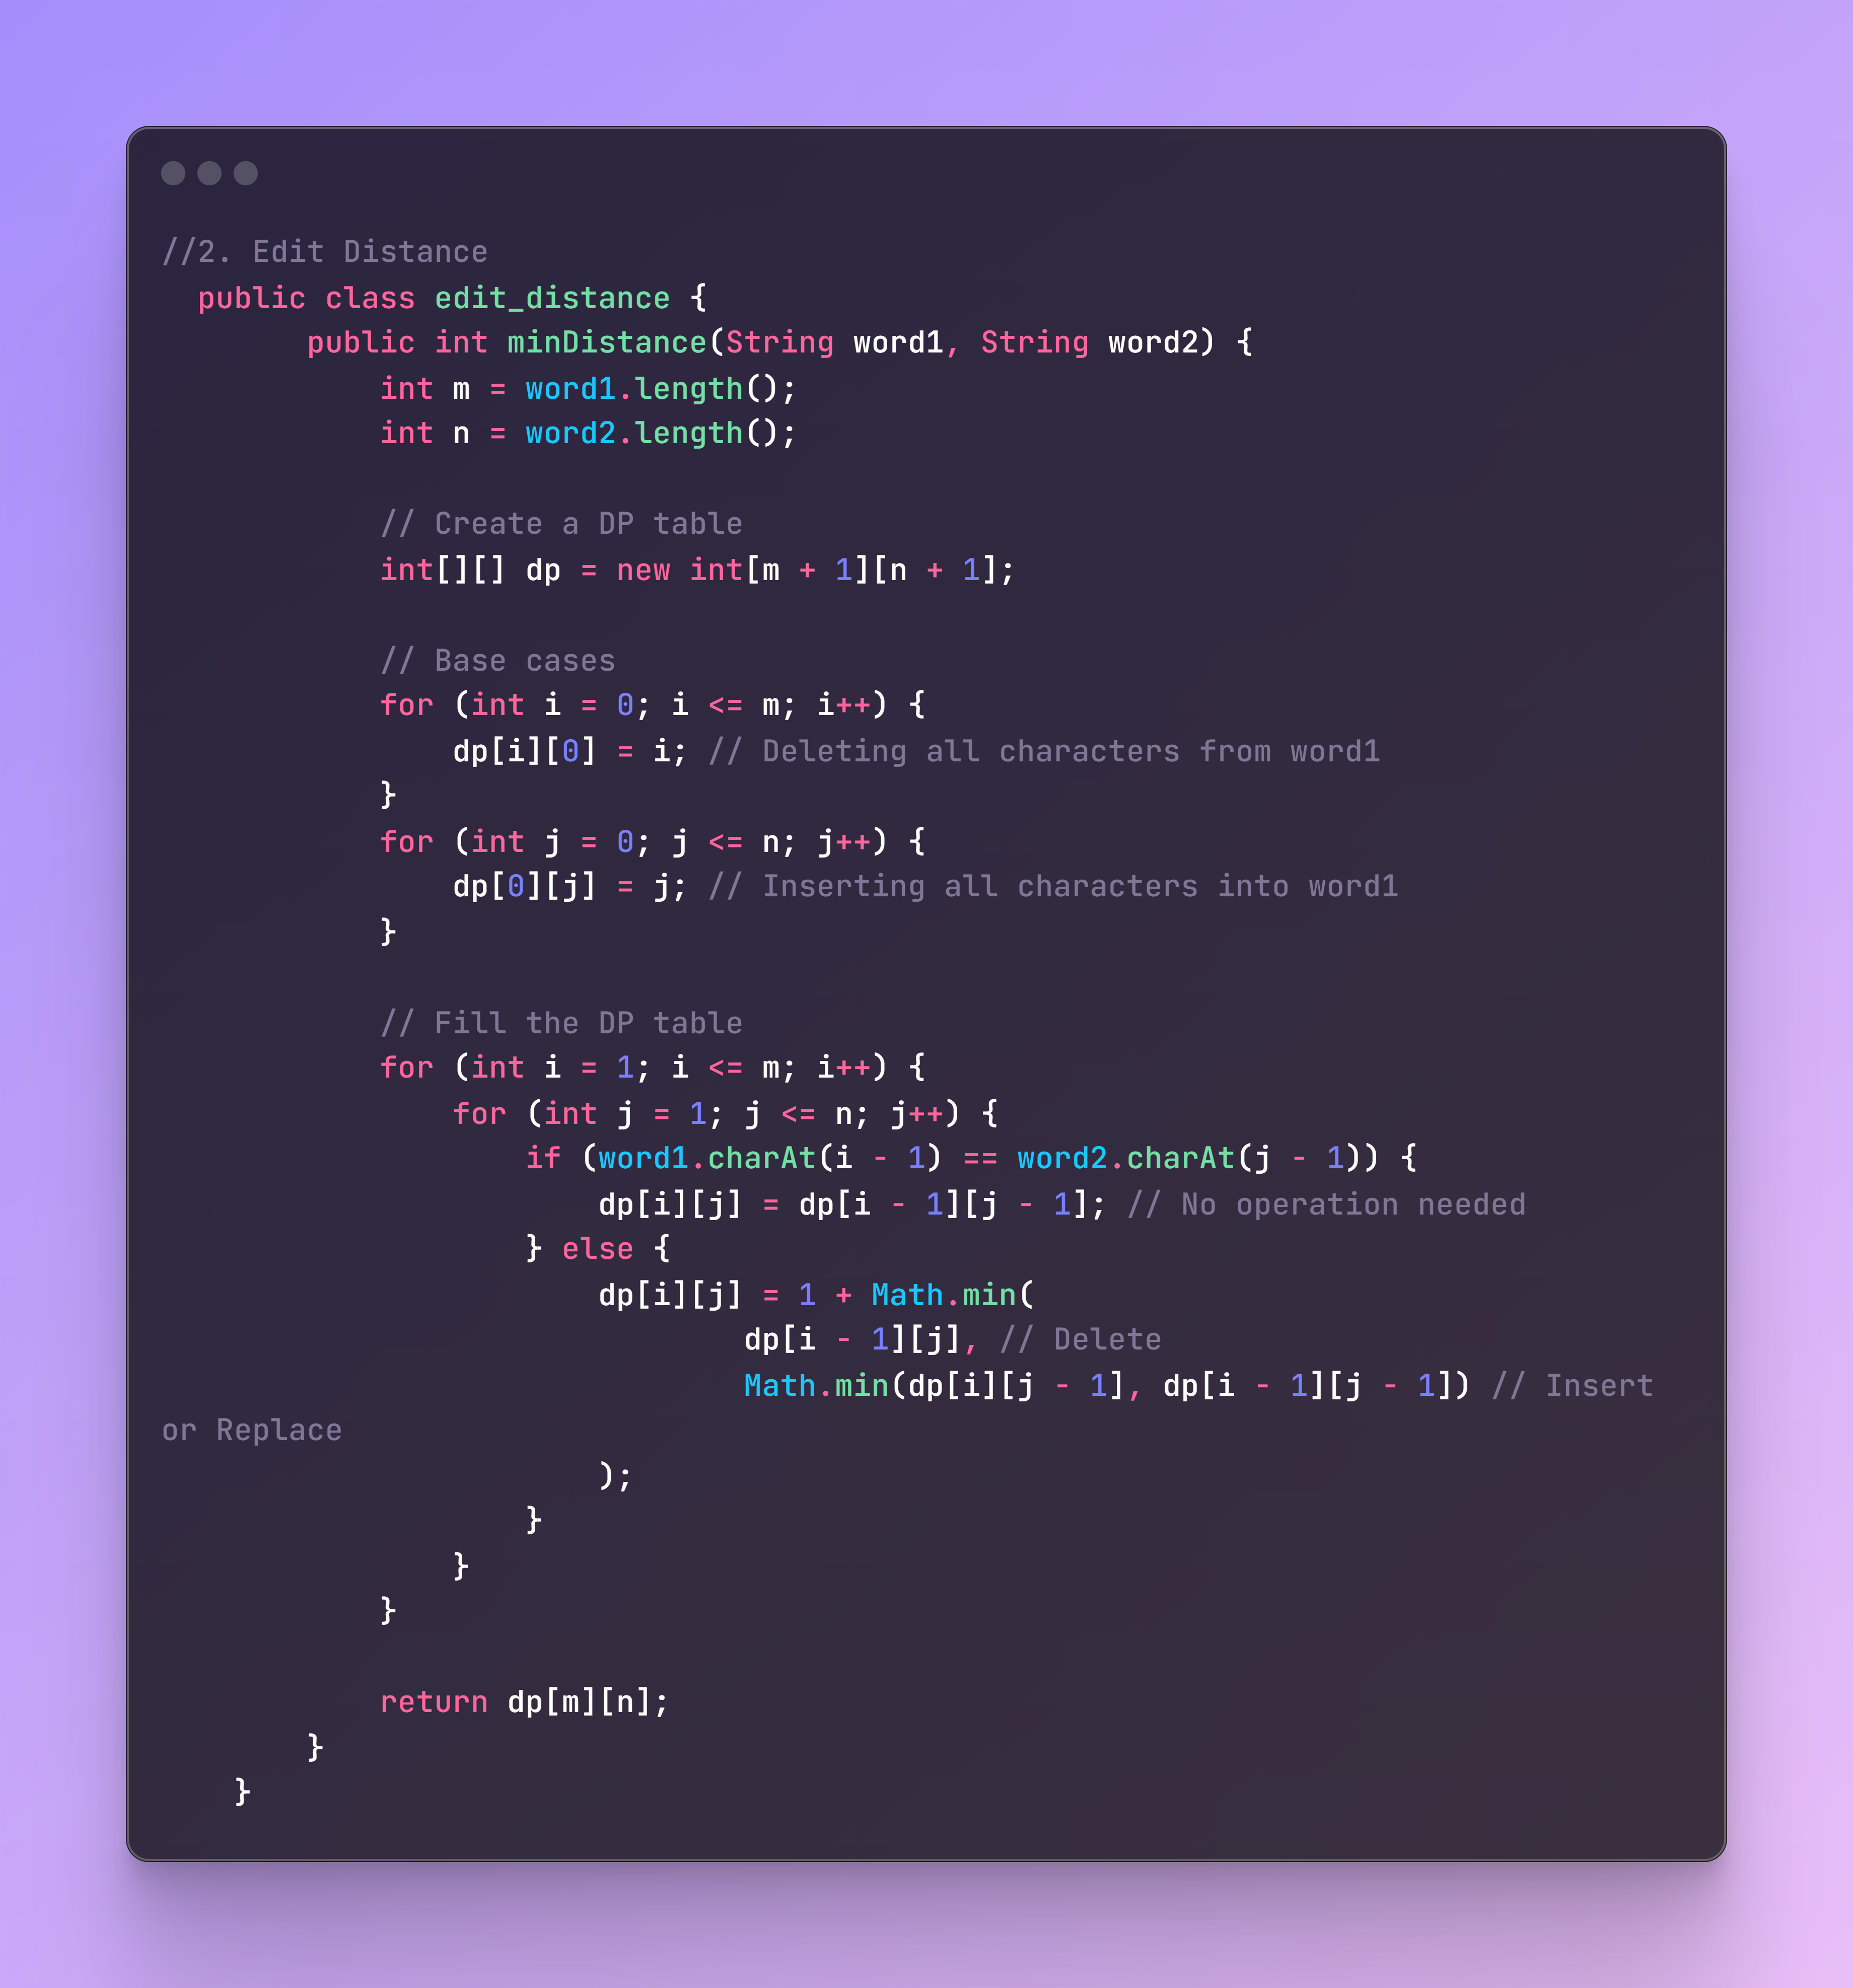 //2. Edit Distance
  public class edit_distance {
        public int minDistance(String word1, String word2) {
            int m = word1.length();
            int n = word2.length();

            // Create a DP table
            int[][] dp = new int[m + 1][n + 1];

            // Base cases
            for (int i = 0; i <= m; i++) {
                dp[i][0] = i; // Deleting all characters from word1
            }
            for (int j = 0; j <= n; j++) {
                dp[0][j] = j; // Inserting all characters into word1
            }

            // Fill the DP table
            for (int i = 1; i <= m; i++) {
                for (int j = 1; j <= n; j++) {
                    if (word1.charAt(i - 1) == word2.charAt(j - 1)) {
                        dp[i][j] = dp[i - 1][j - 1]; // No operation needed
                    } else {
                        dp[i][j] = 1 + Math.min(
                                dp[i - 1][j], // Delete
                                Math.min(dp[i][j - 1], dp[i - 1][j - 1]) // Insert
or Replace
                        );
                    }
                }
            }

            return dp[m][n];
        }
    }